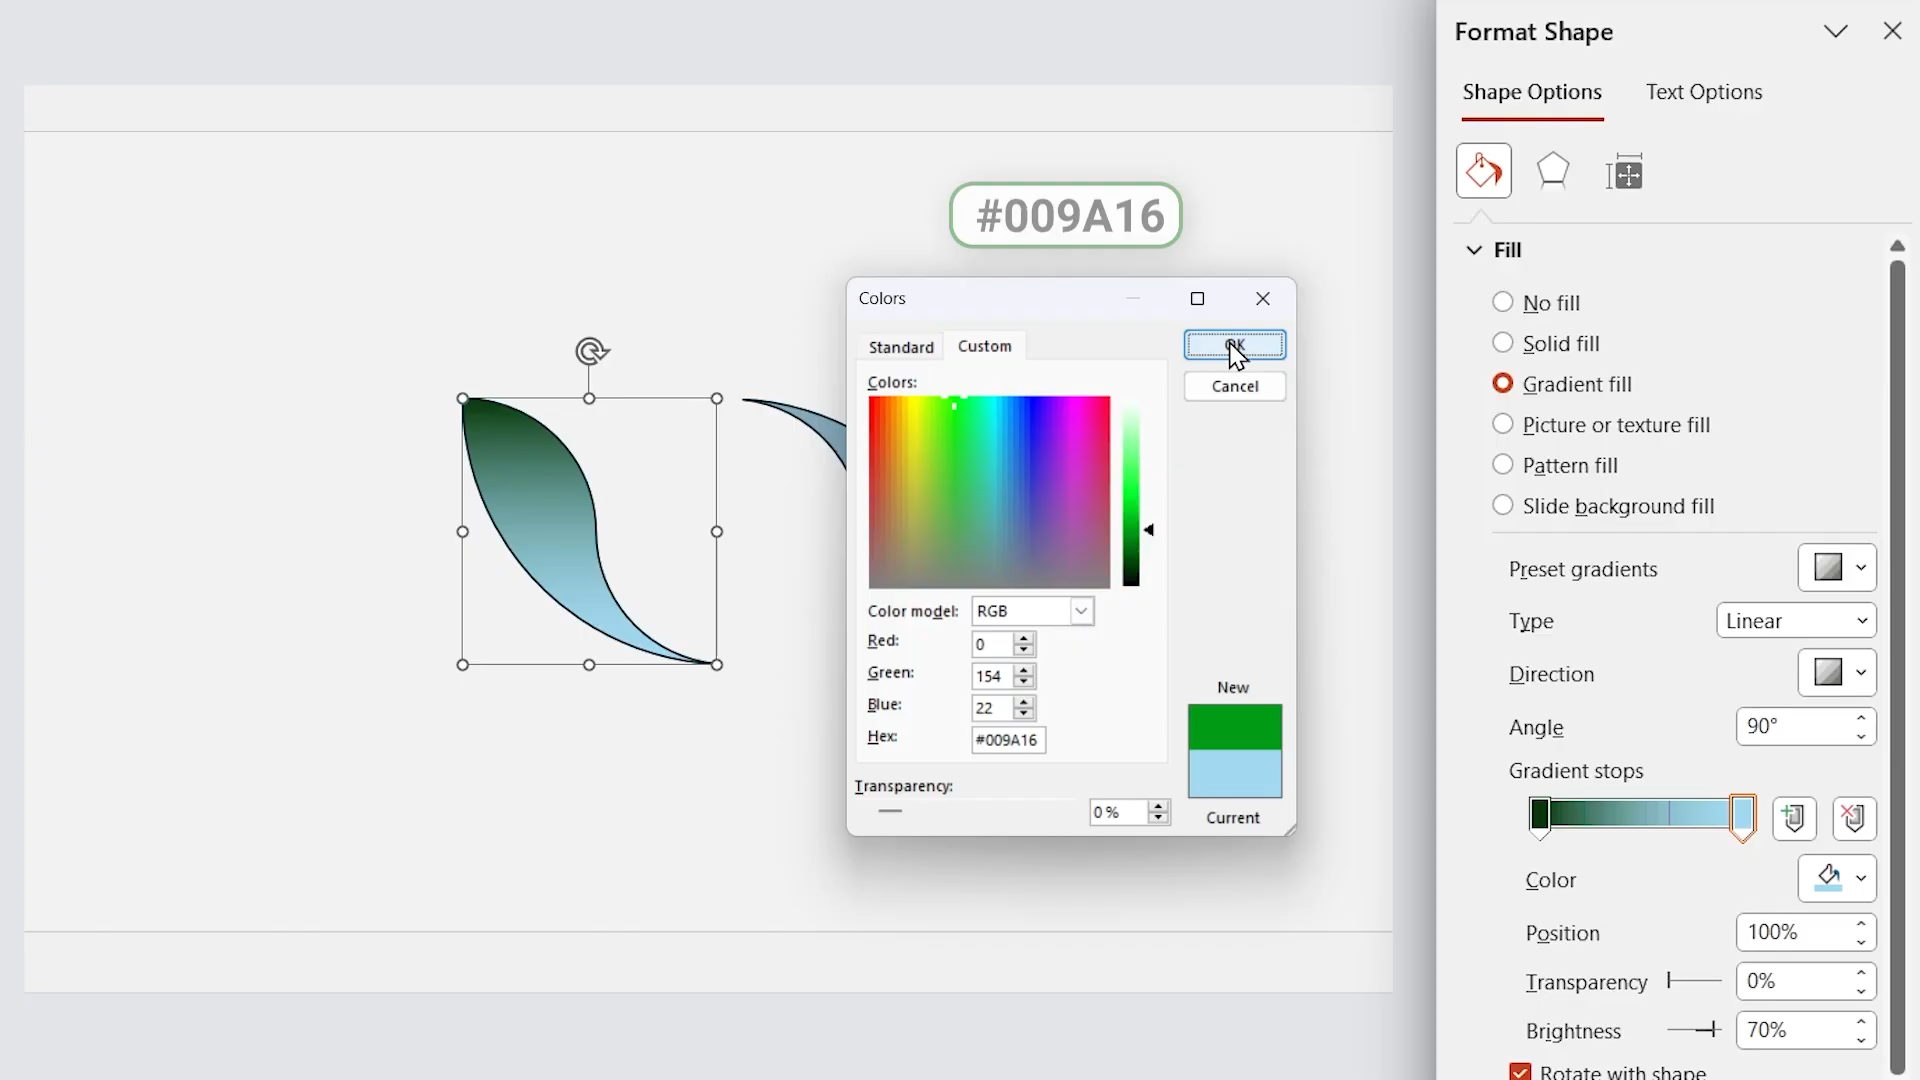 Format Shape
Shape Options
Text Options
#009A16
Fill
No fill
Solid fill
Gradient fill
Picture or texture fill
Pattern fill
Slide background fill
Preset gradients
Type
Linear
Direction
Angle
90°
Gradient stops
Color
Position
100%
Transparency
0%
Brightness
70%
Rotate with shape
Colors
Standard
Custom
OK
Cancel
Colors:
Color model:
RGB
Red:
0
Green:
154
Blue:
22
Hex:
#009A16
Transparency:
0 %
New
Current